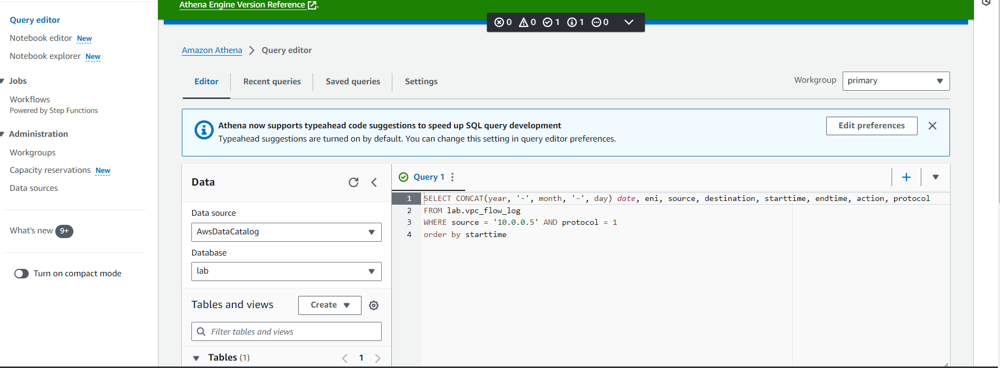 Athena Engine Version Reference.
0 0 1 1 0
Query editor
Notebook editor New
Notebook explorer New
Jobs
Workflows
Powered by Step Functions
Administration
Workgroups
Capacity reservations New
Data sources
What's new 9+
Turn on compact mode
Amazon Athena > Query editor
Editor Recent queries Saved queries Settings
Workgroup primary
Athena now supports typeahead code suggestions to speed up SQL query development
Typeahead suggestions are turned on by default. You can change this setting in query editor preferences.
Edit preferences
Data
Data source
AwsDataCatalog
Database
lab
Tables and views Create
Filter tables and views
Tables (1) < 1 >
Query 1
1 SELECT CONCAT(year, '-', month, '-', day) date, eni, source, destination, starttime, endtime, action, protocol
2 FROM lab.vpc_flow_log
3 WHERE source = '10.0.0.5' AND protocol = 1
4 order by starttime